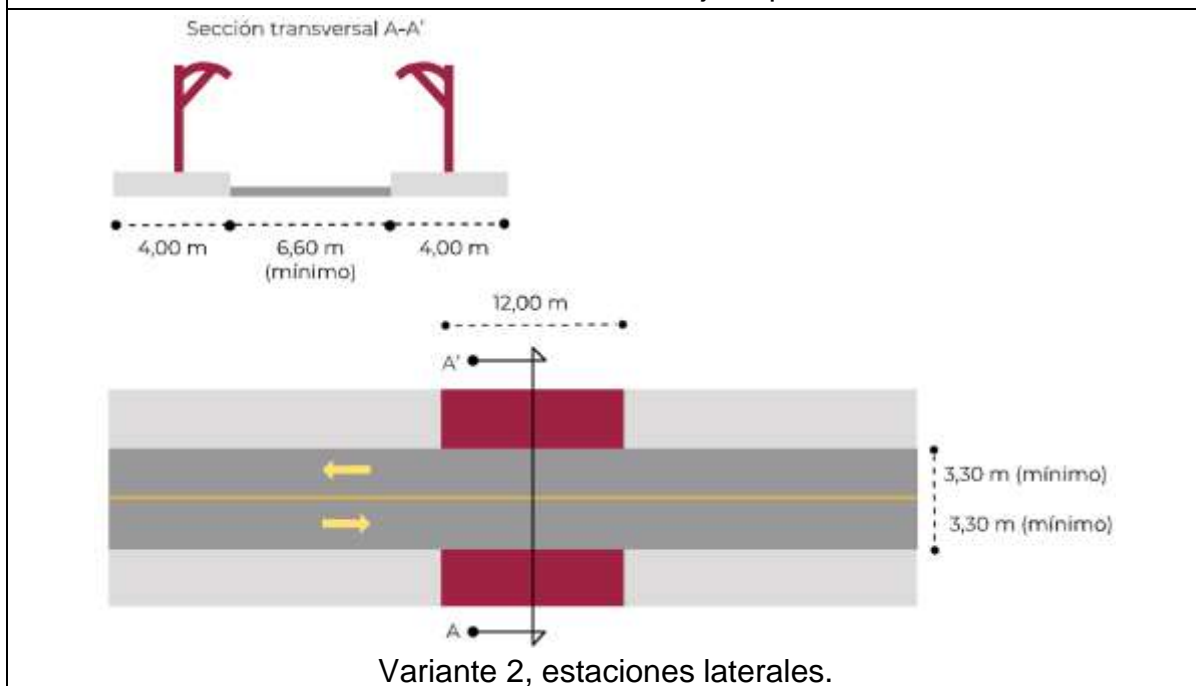 Sección transversal A-A'
4,00 m
6,60 m
(mínimo)
4,00 m
12,00 m
A'
3,30 m (mínimo)
3,30 m (mínimo)
A
Variante 2, estaciones laterales.